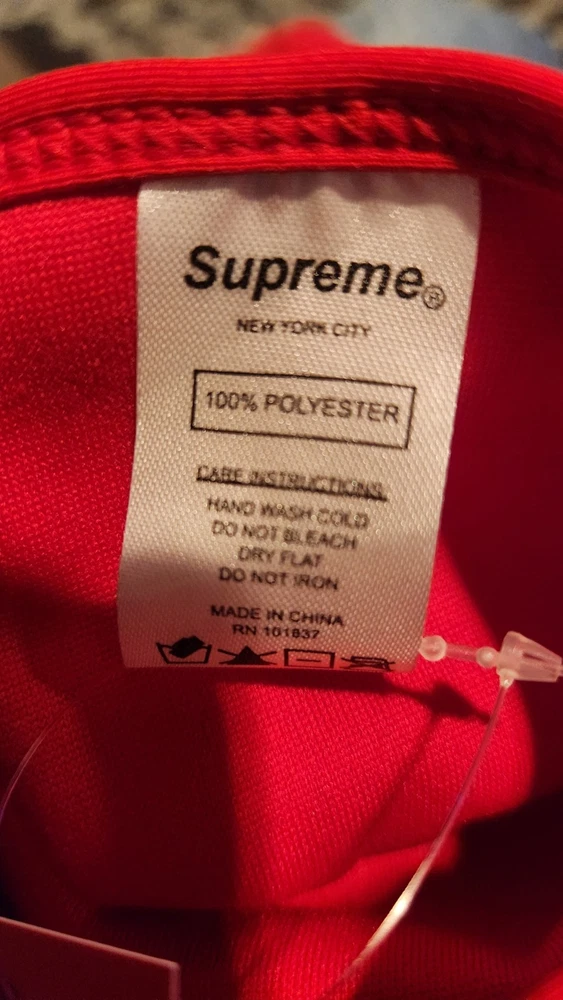 Supreme®
NEW YORK CITY
100% POLYESTER
CARE INSTRUCTIONS
HAND WASH COLD
DO NOT BLEACH
DRY FLAT
DO NOT IRON
MADE IN CHINA
RN 101837